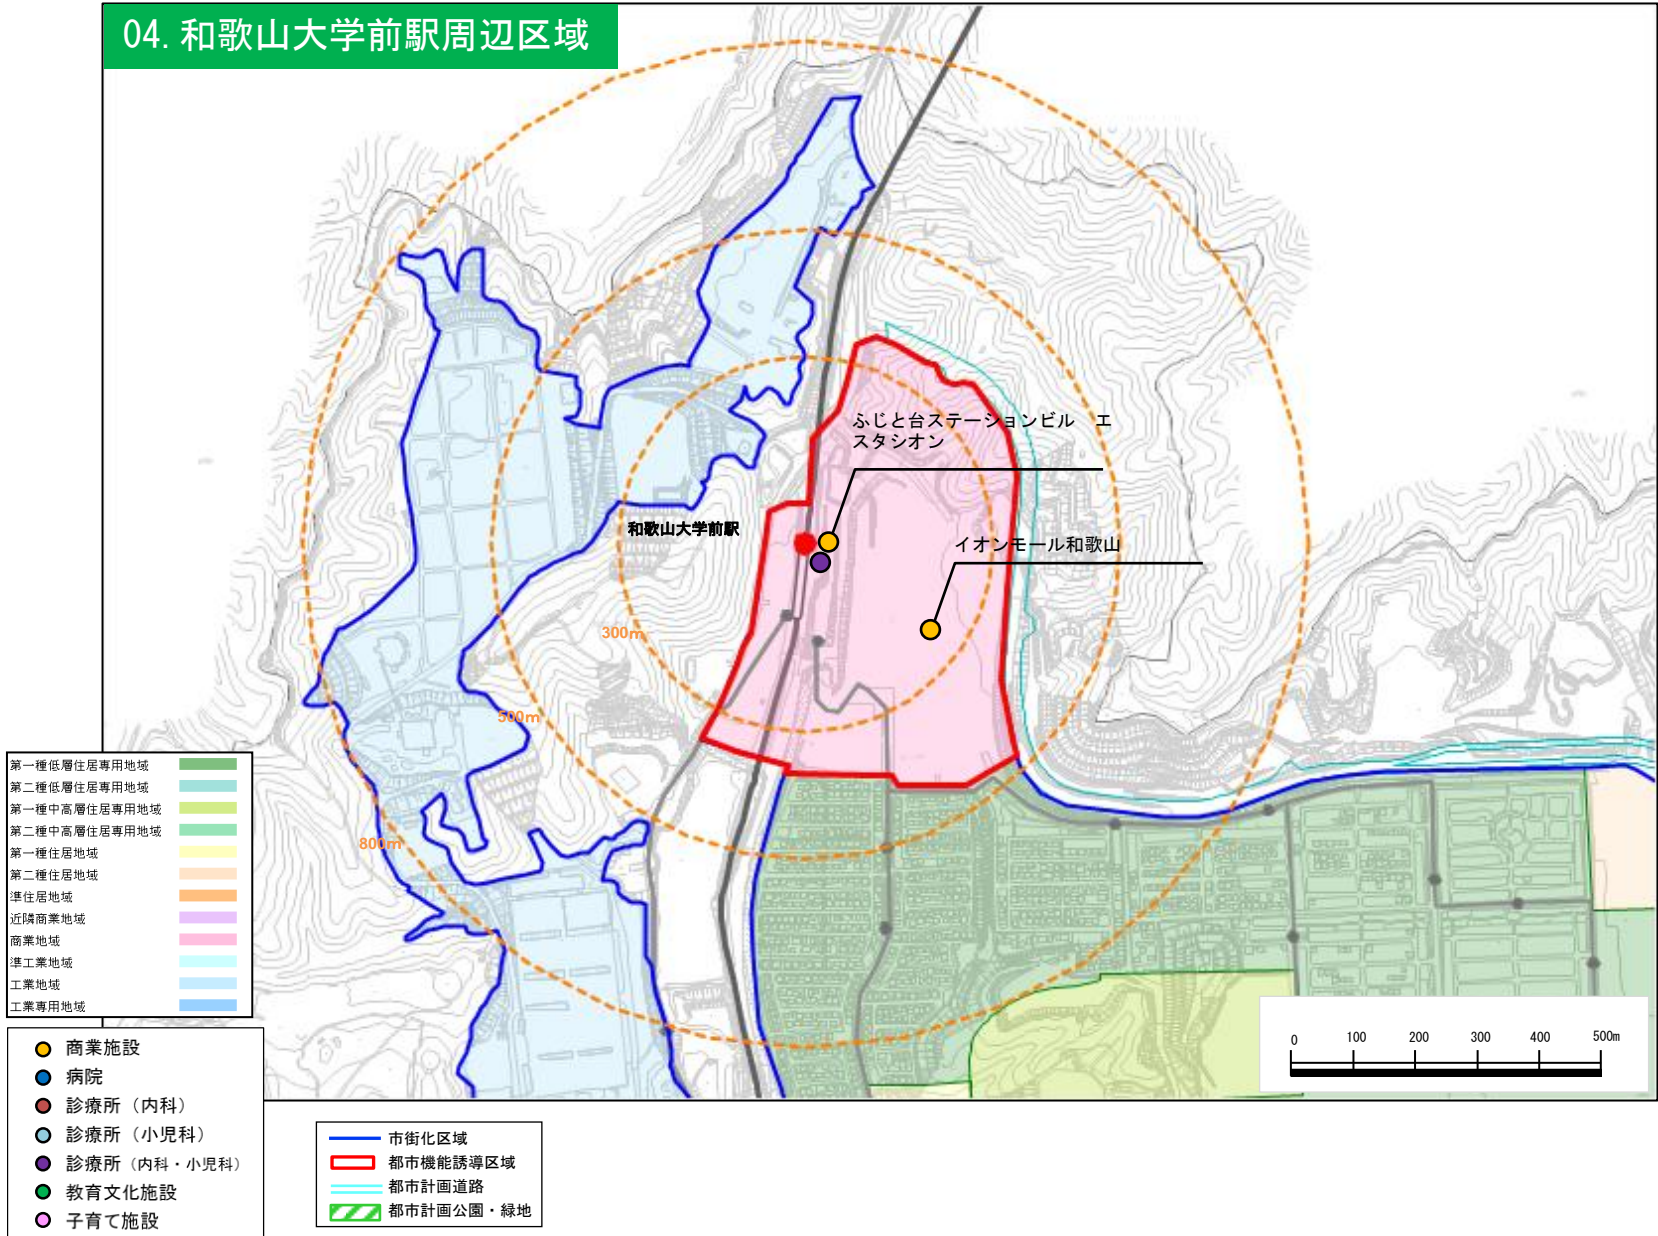 04. 和歌山大学前駅周辺区域
ふじと台ステーションビル　エ
スタシオン
和歌山大学前駅
イオンモール和歌山
300m
500m
800m
第一種低層住居専用地域
第二種低層住居専用地域
第一種中高層住居専用地域
第二種中高層住居専用地域
第一種住居地域
第二種住居地域
準住居地域
近隣商業地域
商業地域
準工業地域
工業地域
工業専用地域
商業施設
病院
診療所（内科）
診療所（小児科）
診療所（内科・小児科）
教育文化施設
子育て施設
市街化区域
都市機能誘導区域
都市計画道路
都市計画公園・緑地
0 100 200 300 400 500m